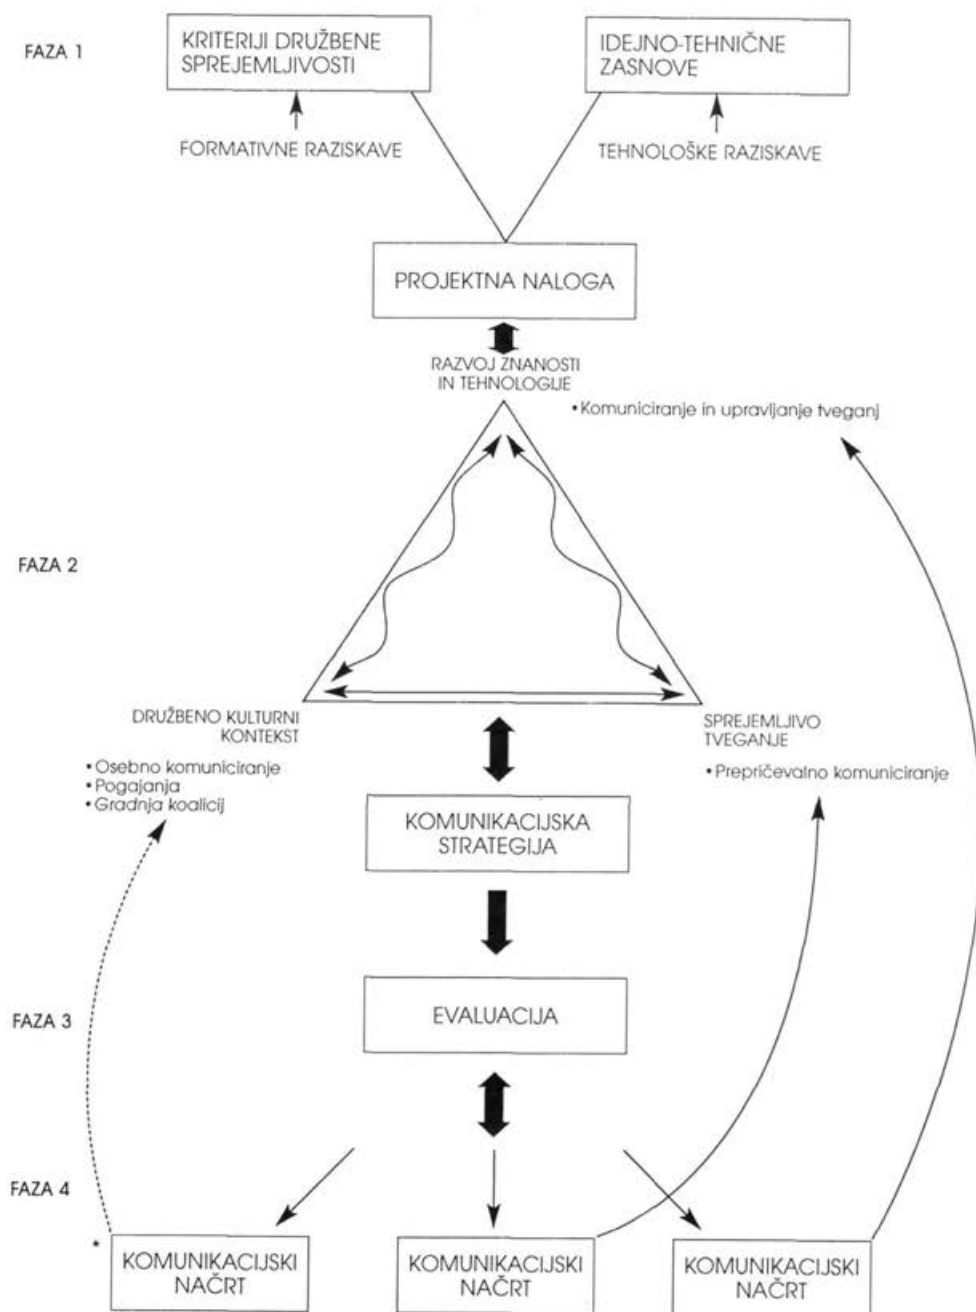 FAZA 1
KRITERIJI DRUŽBENE
SPREJEMLJIVOSTI
IDEJNO-TEHNIČNE
ZASNOVE
FORMATIVNE RAZISKAVE
TEHNOLOŠKE RAZISKAVE
PROJEKTNA NALOGA
RAZVOJ ZNANOSTI
IN TEHNOLOGIJE
• Komuniciranje in upravljanje tveganj
FAZA 2
DRUŽBENO KULTURNI
KONTEKST
• Osebno komuniciranje
• Pogajanja
• Gradnja koalicij
SPREJEMLJIVO
TVEGANJE
• Prepričevalno komuniciranje
KOMUNIKACIJSKA
STRATEGIJA
FAZA 3
EVALUACIJA
FAZA 4
*
KOMUNIKACIJSKI
NAČRT
KOMUNIKACIJSKI
NAČRT
KOMUNIKACIJSKI
NAČRT